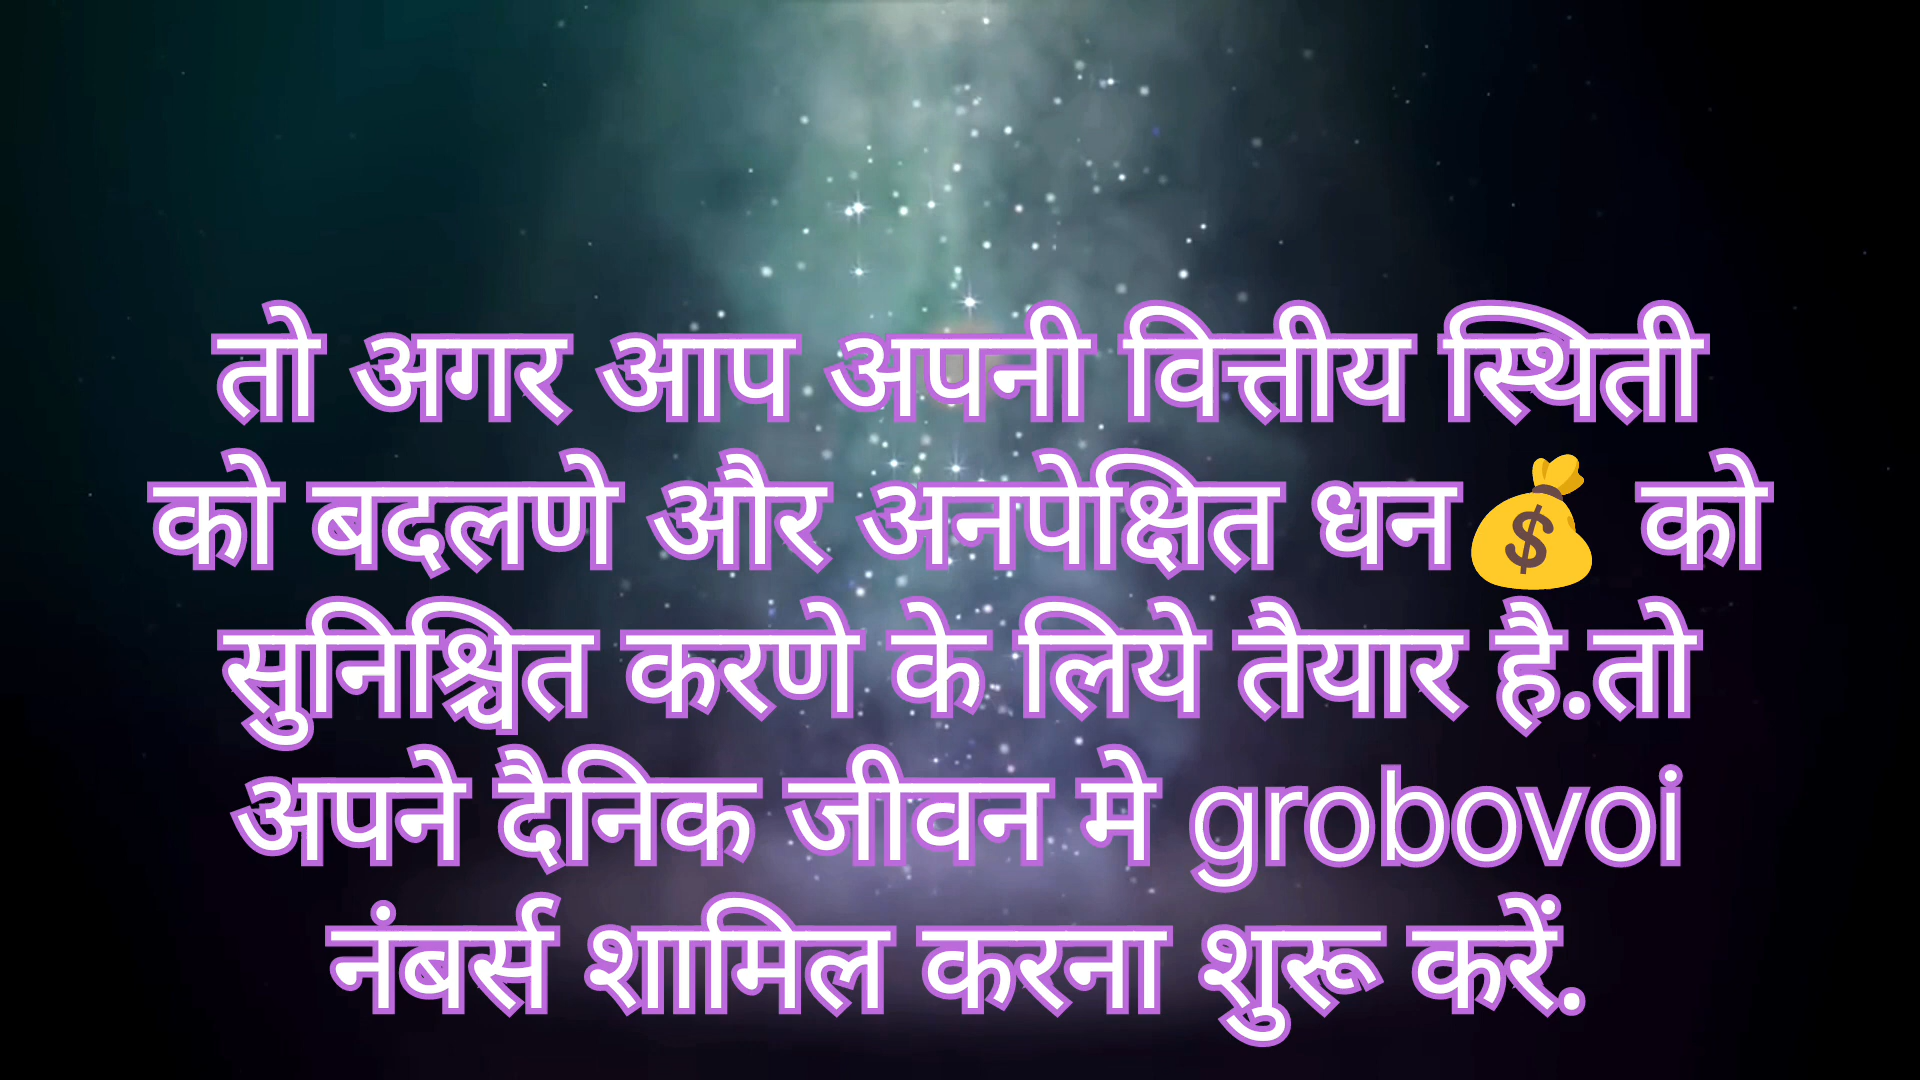 तो अगर आप अपनी वित्तीय स्थिती
को बदलणे और अनपेक्षित धन💰 को
सुनिश्चित करणे के लिये तैयार है.तो
अपने दैनिक जीवन मे grobovoi
नंबर्स शामिल करना शुरू करें.